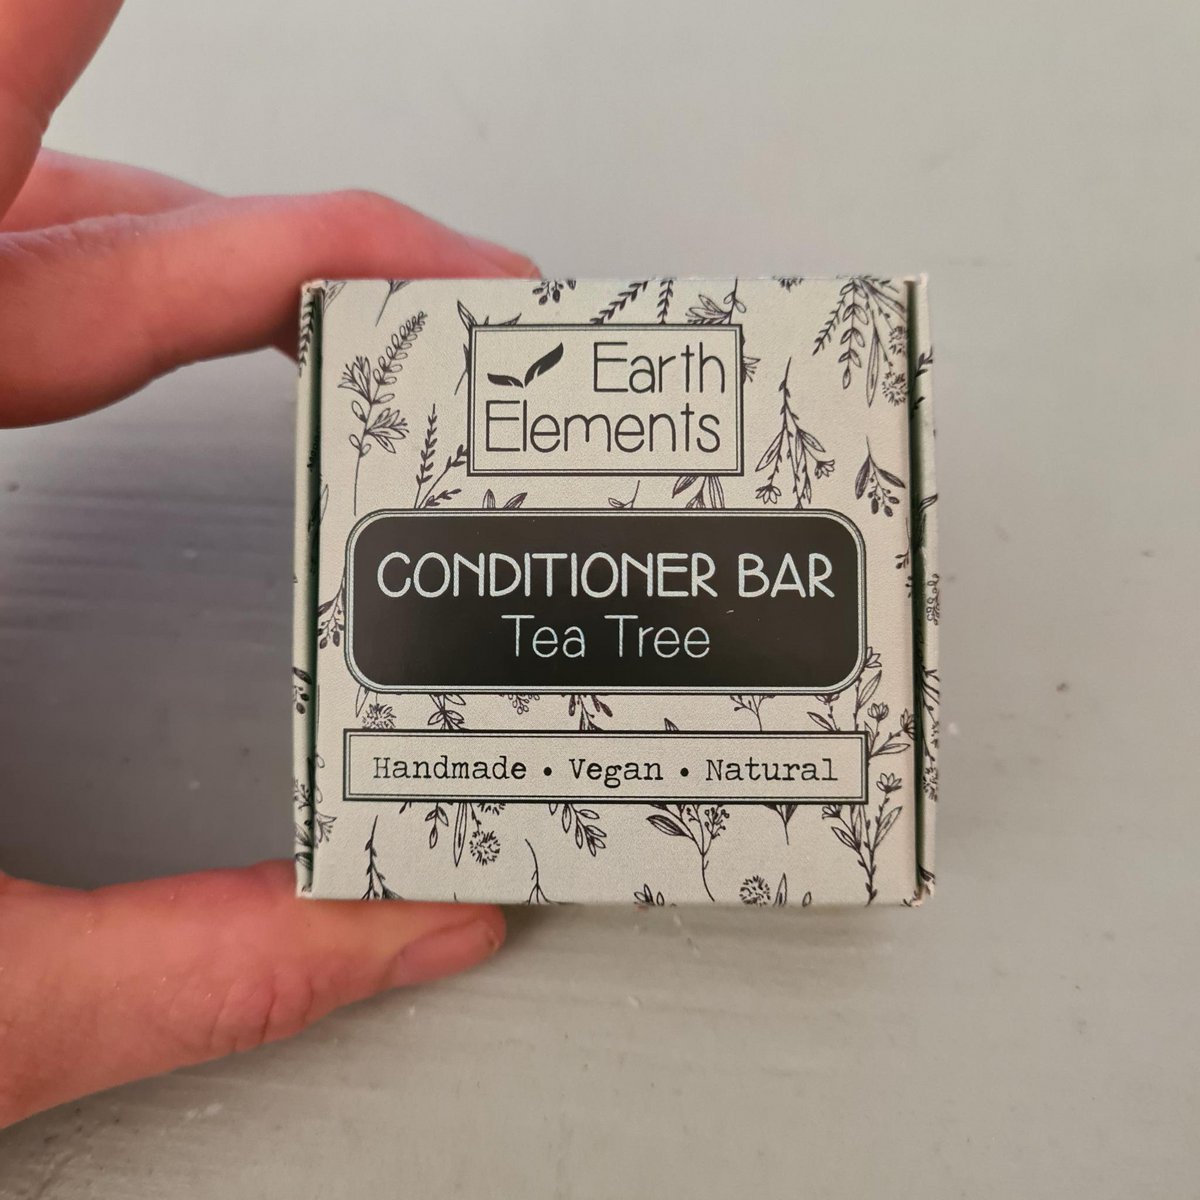 Earth
Elements
CONDITIONER BAR
Tea Tree
Handmade • Vegan • Natural